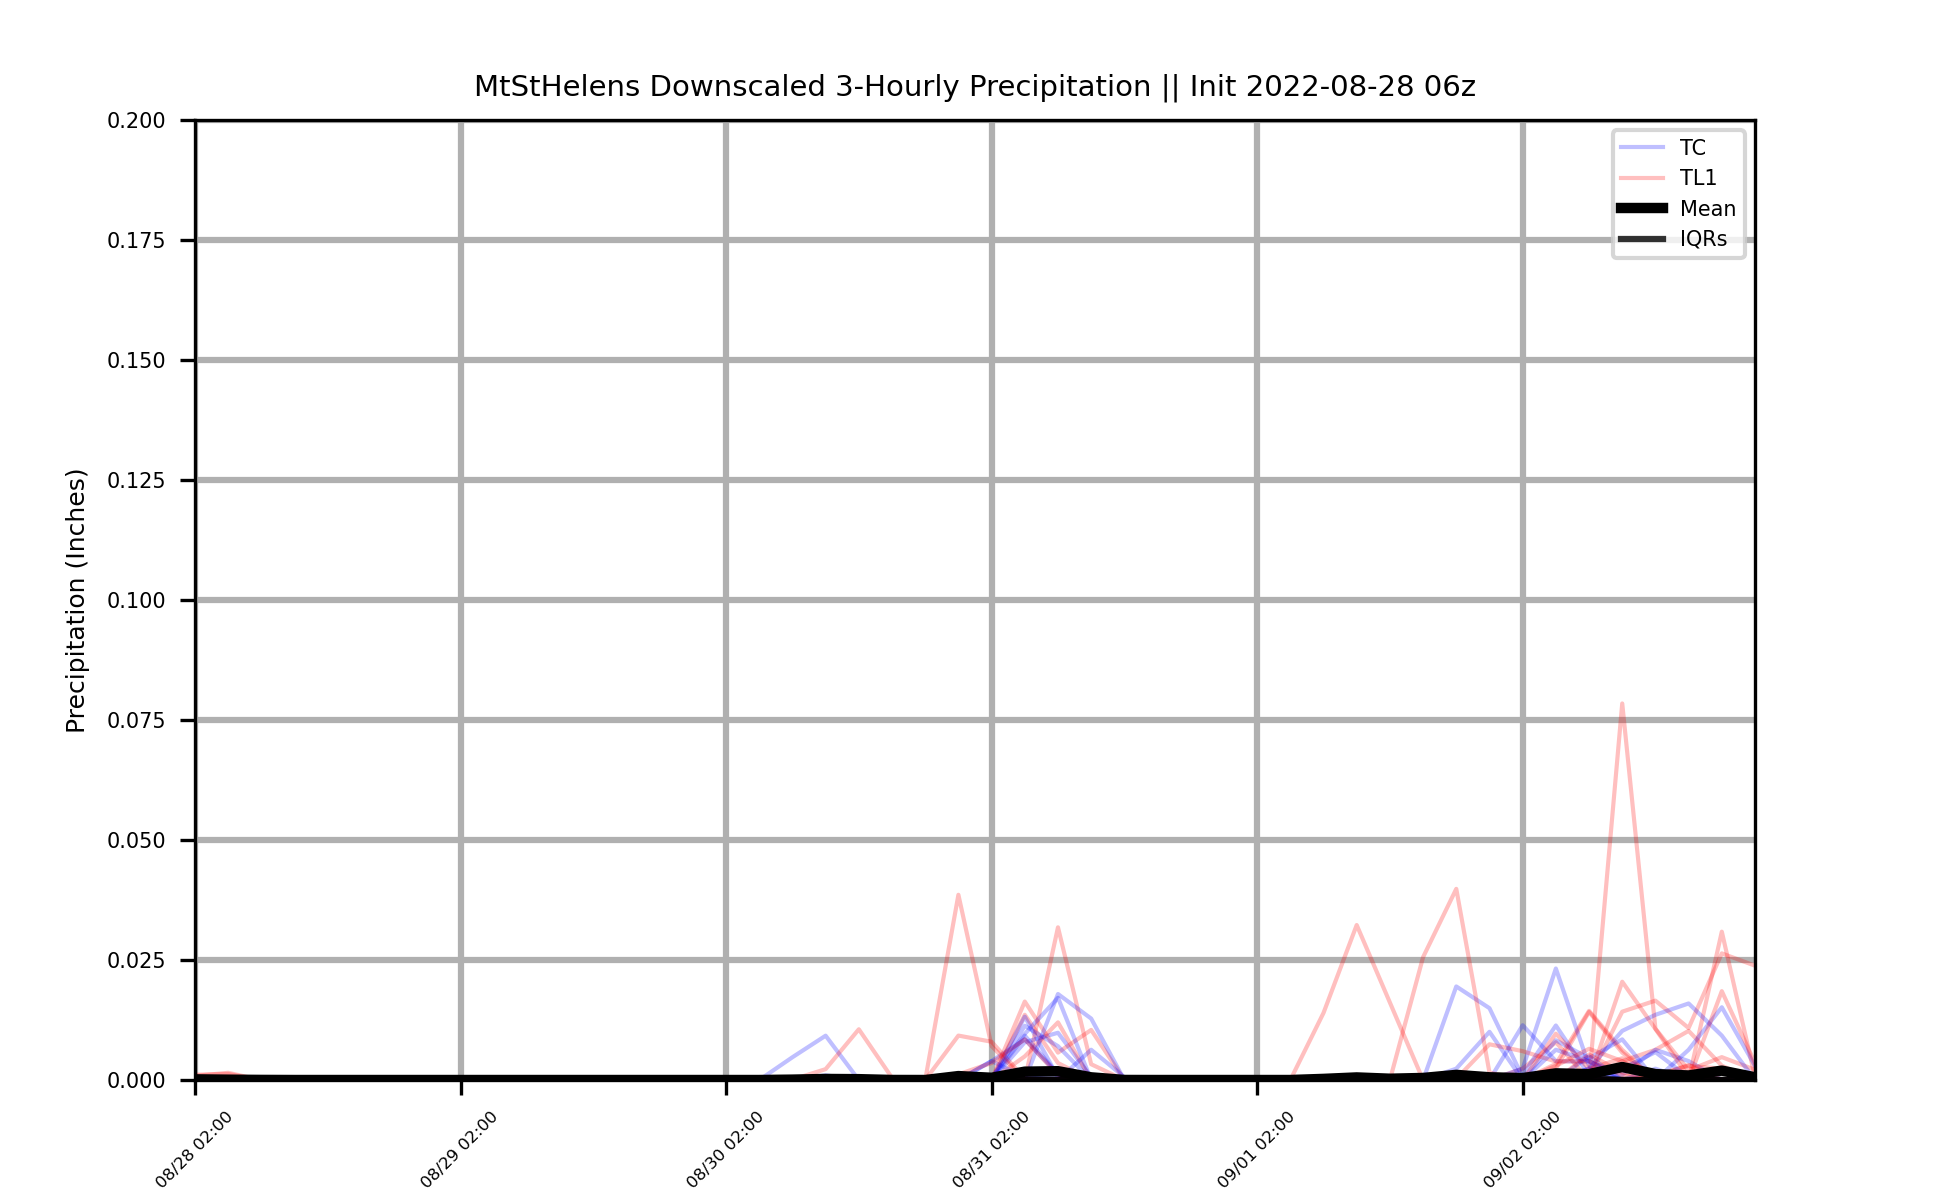 MtStHelens Downscaled 3-Hourly Precipitation || Init 2022-08-28 06z
Precipitation (Inches)
0.200
0.175
0.150
0.125
0.100
0.075
0.050
0.025
0.000
TC
TL1
Mean
IQRs
08/28 02:00
08/29 02:00
08/30 02:00
08/31 02:00
09/01 02:00
09/02 02:00